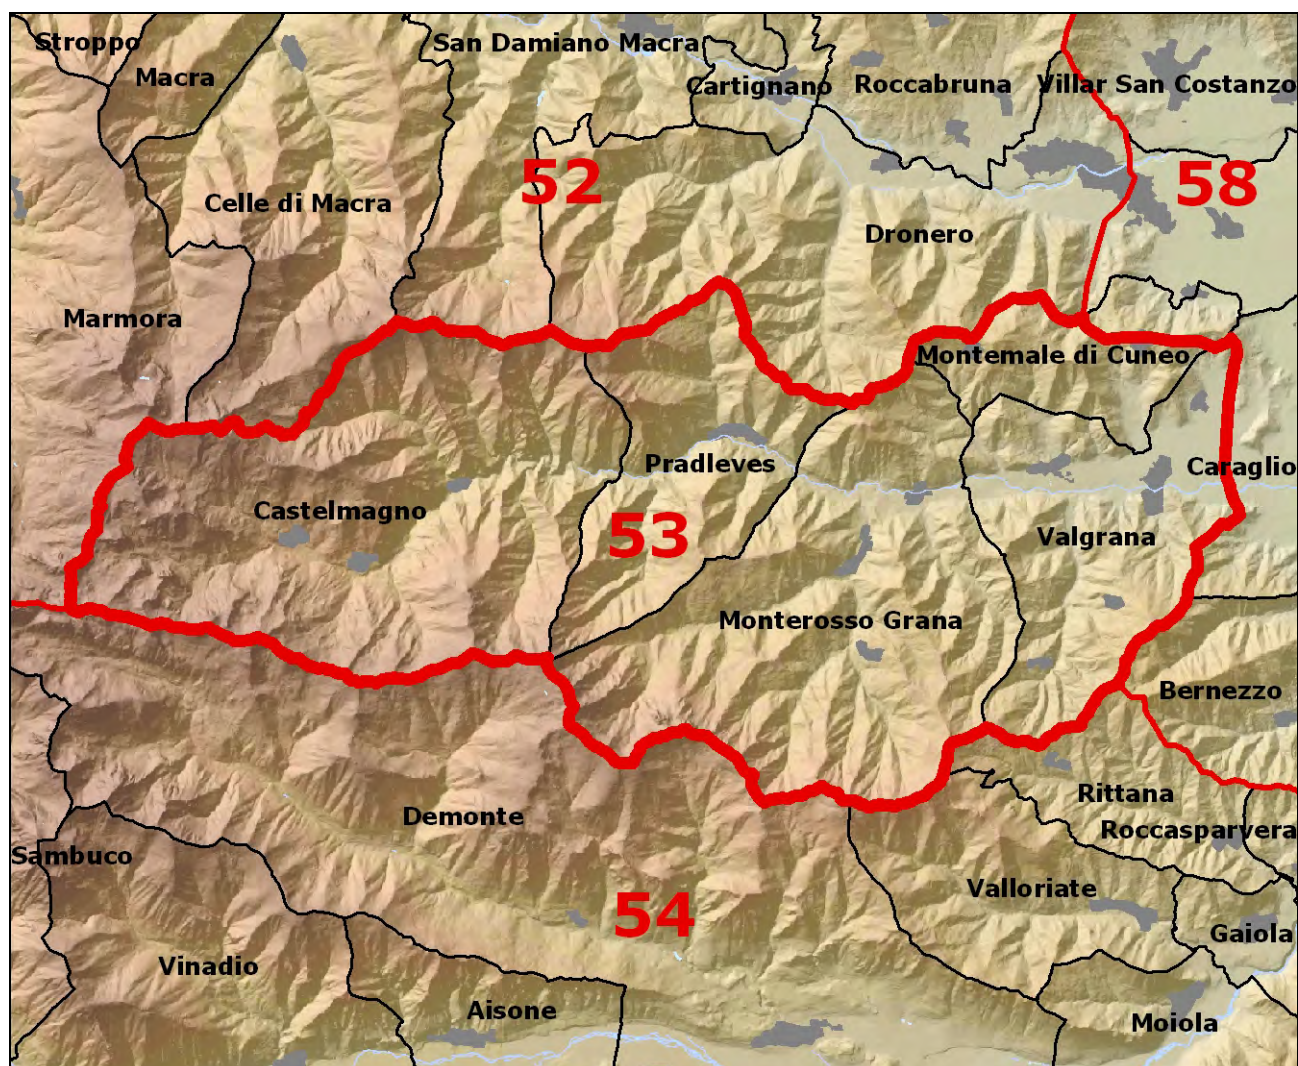 Stroppo
San Damiano Macra
Macra
Cartignano
Roccabruna
Villar San Costanzo
52
58
Celle di Macra
Dronero
Marmora
Montemale di Cuneo
Pradleves
Caraglio
Castelmagno
53
Valgrana
Monterosso Grana
Bernezzo
Rittana
Demonte
Roccasparvera
Sambuco
Valloriate
54
Gaiola
Vinadio
Aisone
Moiola